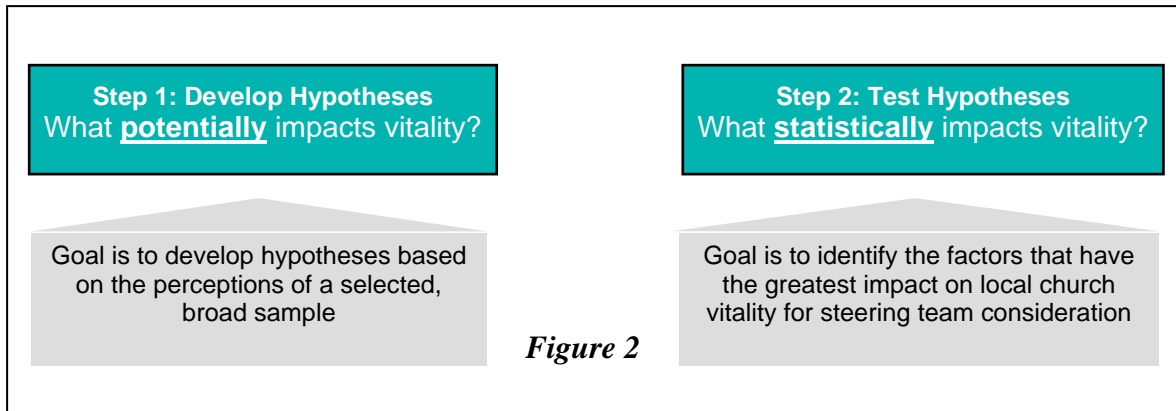 Step 1: Develop Hypotheses
What potentially impacts vitality?
Goal is to develop hypotheses based
on the perceptions of a selected,
broad sample
Step 2: Test Hypotheses
What statistically impacts vitality?
Goal is to identify the factors that have
the greatest impact on local church
vitality for steering team consideration
Figure 2